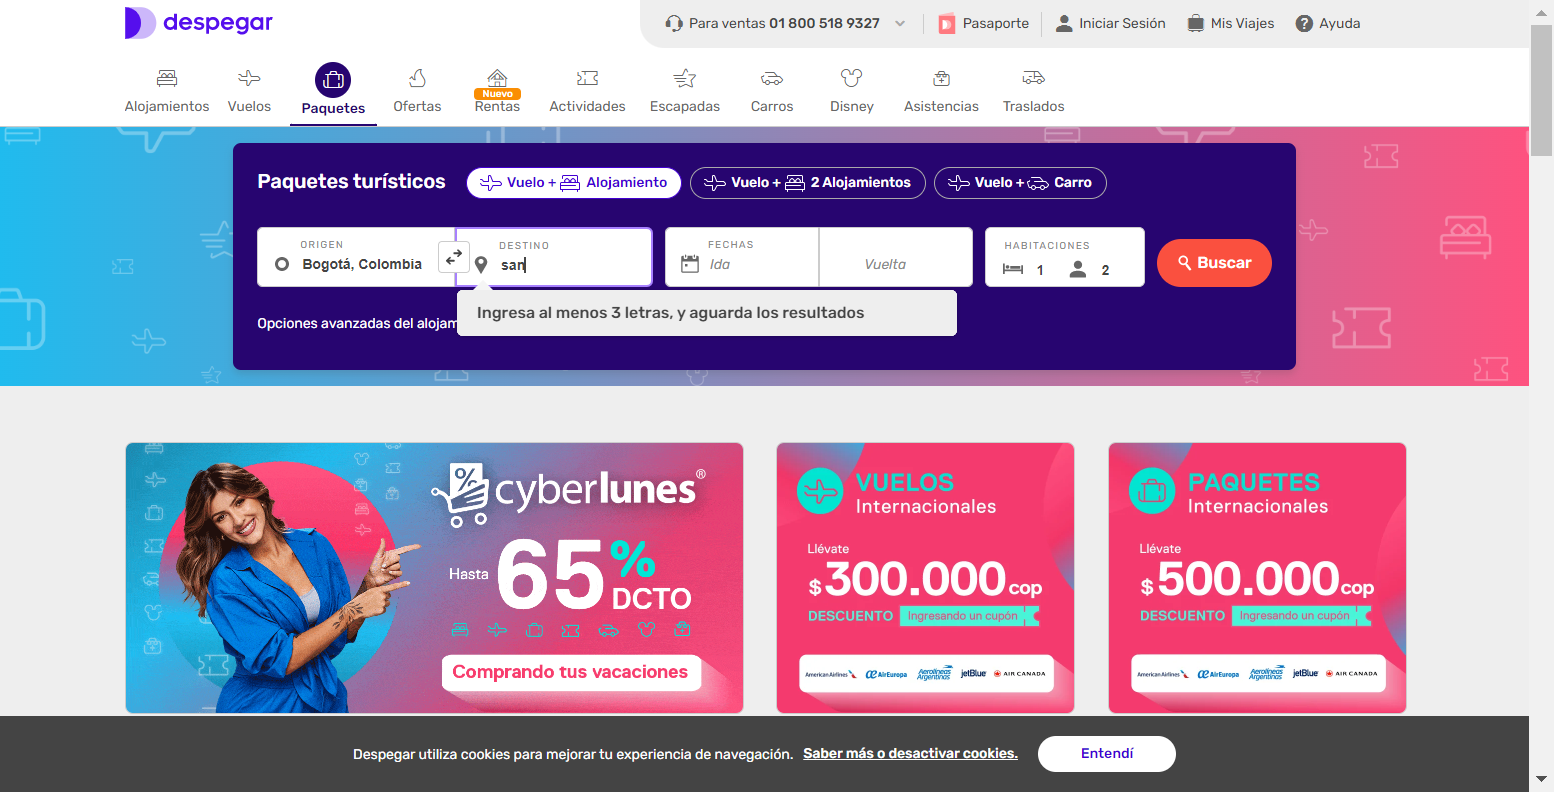 despegar
Para ventas 01 800 518 9327
Pasaporte
Iniciar Sesión
Mis Viajes
Ayuda
Alojamientos
Vuelos
Paquetes
Ofertas
Nuevo
Rentas
Actividades
Escapadas
Carros
Disney
Asistencias
Traslados
Paquetes turísticos
Vuelo + Alojamiento
Vuelo + 2 Alojamientos
Vuelo + Carro
ORIGEN
Bogotá, Colombia
DESTINO
san
FECHAS
Ida
Vuelta
HABITACIONES
1
2
Buscar
Ingresa al menos 3 letras, y aguarda los resultados
Opciones avanzadas del alojam
% cyberlunes®
Hasta 65% DCTO
Comprando tus vacaciones
VUELOS
Internacionales
Llévate
$300.000 cop
DESCUENTO Ingresando un cupón
AmericanAirlines AirEuropa Aerolíneas Argentinas jetBlue AIR CANADA
PAQUETES
Internacionales
Llévate
$500.000 cop
DESCUENTO Ingresando un cupón
AmericanAirlines AirEuropa Aerolíneas Argentinas jetBlue AIR CANADA
Despegar utiliza cookies para mejorar tu experiencia de navegación. Saber más o desactivar cookies.
Entendí